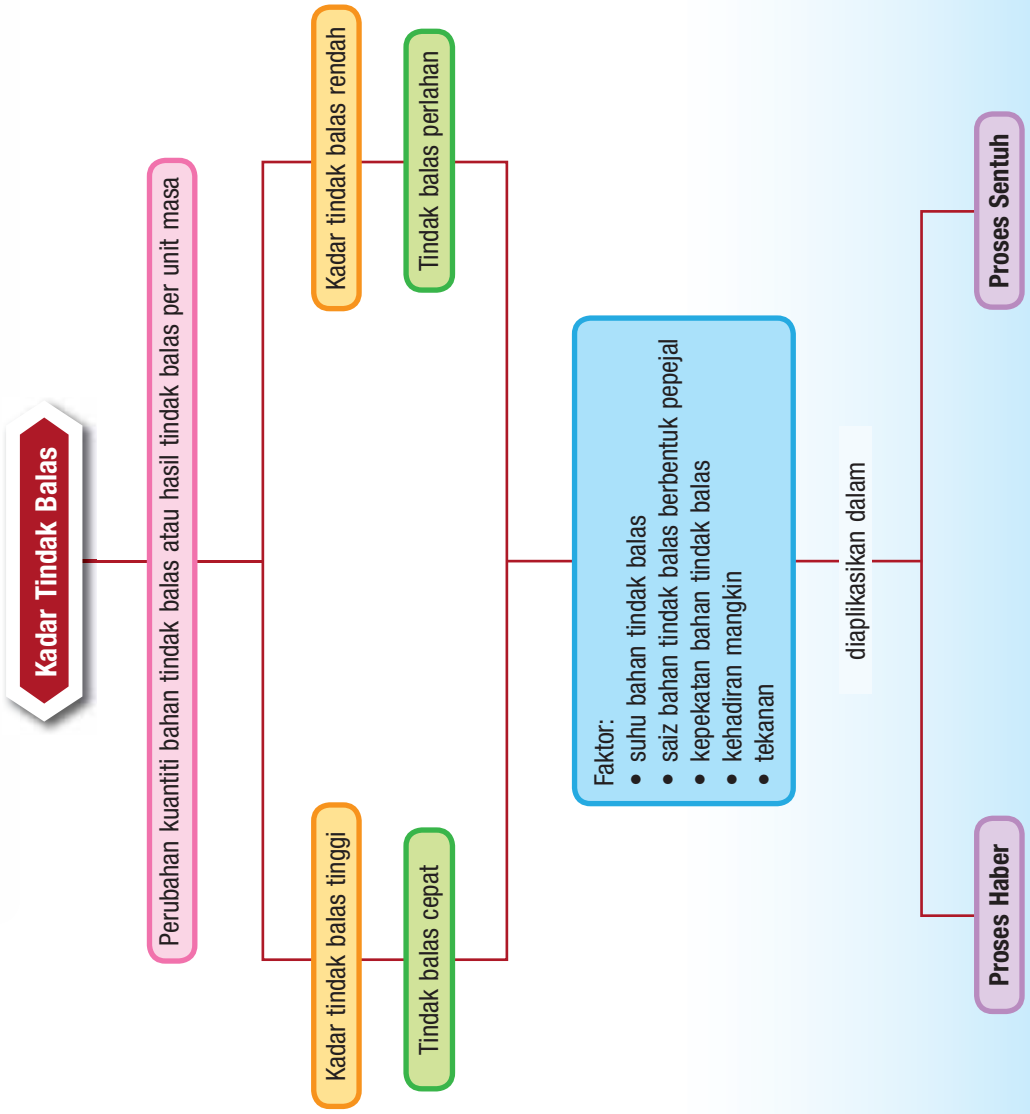 Kadar Tindak Balas
Perubahan kuantiti bahan tindak balas atau hasil tindak balas per unit masa
Kadar tindak balas tinggi
Kadar tindak balas rendah
Tindak balas cepat
Tindak balas perlahan
Faktor:
• suhu bahan tindak balas
• saiz bahan tindak balas berbentuk pepejal
• kepekatan bahan tindak balas
• kehadiran mangkin
• tekanan
diaplikasikan dalam
Proses Haber
Proses Sentuh